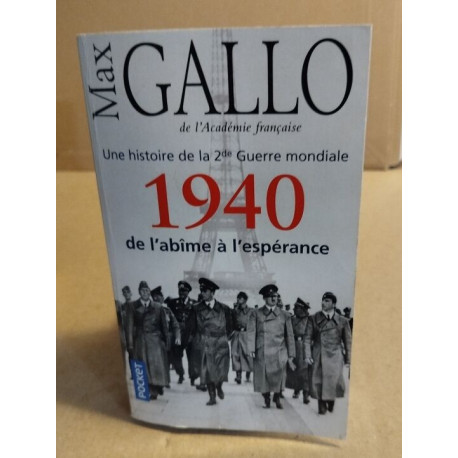 Max
GALLO
de l'Académie française
Une histoire de la 2de Guerre mondiale
1940
de l'abîme à l'espérance
POCKET